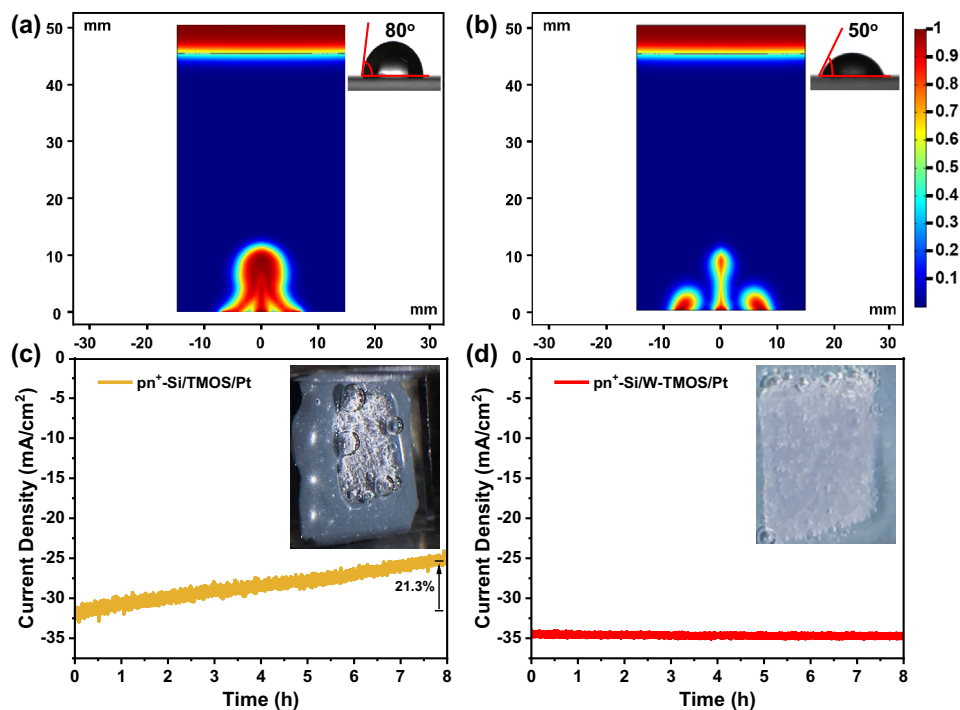 (a)
mm
80°
50
40
30
20
10
0
mm
-30 -20 -10 0 10 20 30
(b)
mm
50°
50
40
30
20
10
0
mm
-30 -20 -10 0 10 20 30
1
0.9
0.8
0.7
0.6
0.5
0.4
0.3
0.2
0.1
(c)
pn⁺-Si/TMOS/Pt
0
-5
-10
-15
-20
-25
-30
-35
21.3%
Current Density (mA/cm²)
0 1 2 3 4 5 6 7 8
Time (h)
(d)
pn⁺-Si/W-TMOS/Pt
0
-5
-10
-15
-20
-25
-30
-35
Current Density (mA/cm²)
0 1 2 3 4 5 6 7 8
Time (h)